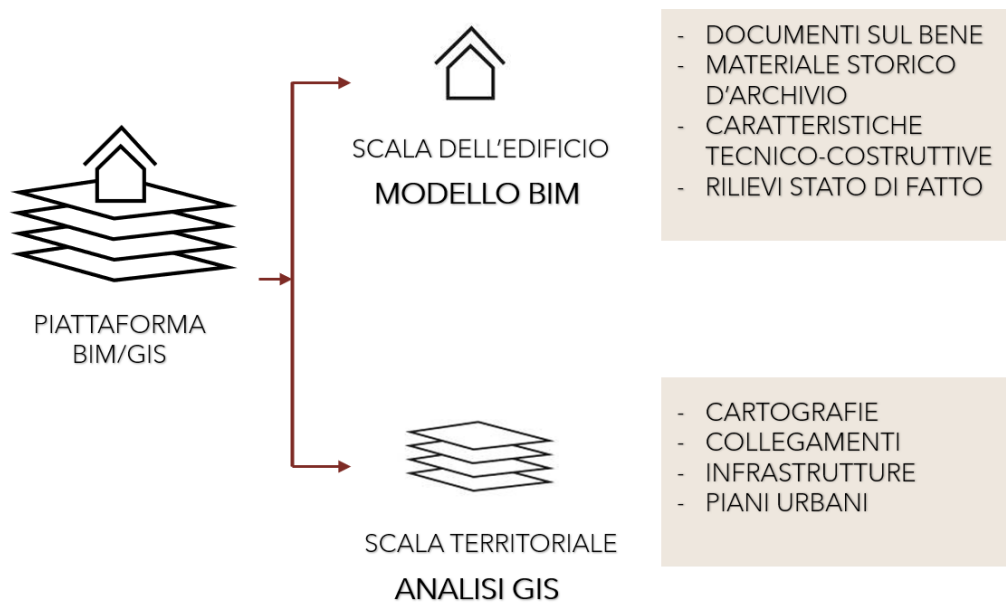 PIATTAFORMA
BIM/GIS
SCALA DELL'EDIFICIO
MODELLO BIM
- DOCUMENTI SUL BENE
- MATERIALE STORICO
D'ARCHIVIO
- CARATTERISTICHE
TECNICO-COSTRUTTIVE
- RILIEVI STATO DI FATTO
SCALA TERRITORIALE
ANALISI GIS
- CARTOGRAFIE
- COLLEGAMENTI
- INFRASTRUTTURE
- PIANI URBANI